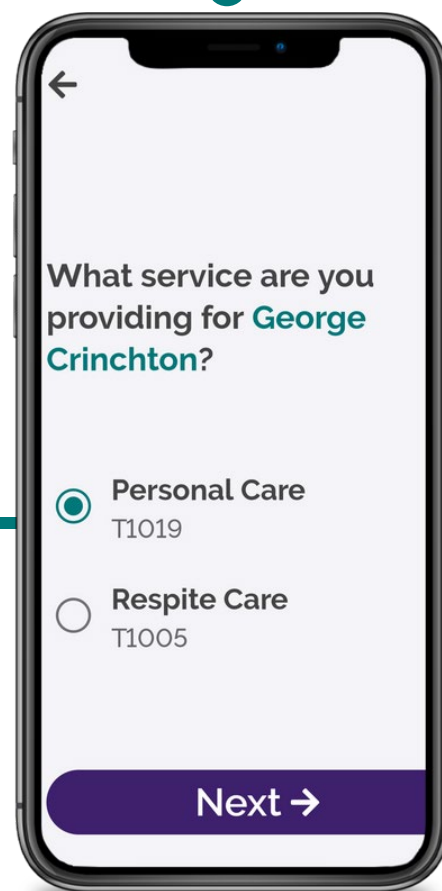 What service are you
providing for George
Crinchton?
Personal Care
T1019
Respite Care
T1005
Next →